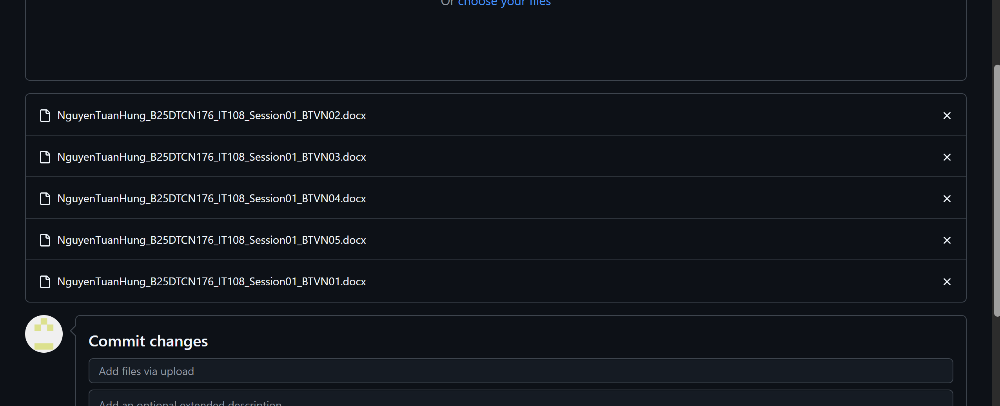 Or choose your files
NguyenTuanHung_B25DTCN176_IT108_Session01_BTVN02.docx
NguyenTuanHung_B25DTCN176_IT108_Session01_BTVN03.docx
NguyenTuanHung_B25DTCN176_IT108_Session01_BTVN04.docx
NguyenTuanHung_B25DTCN176_IT108_Session01_BTVN05.docx
NguyenTuanHung_B25DTCN176_IT108_Session01_BTVN01.docx
Commit changes
Add files via upload
Add an optional extended description